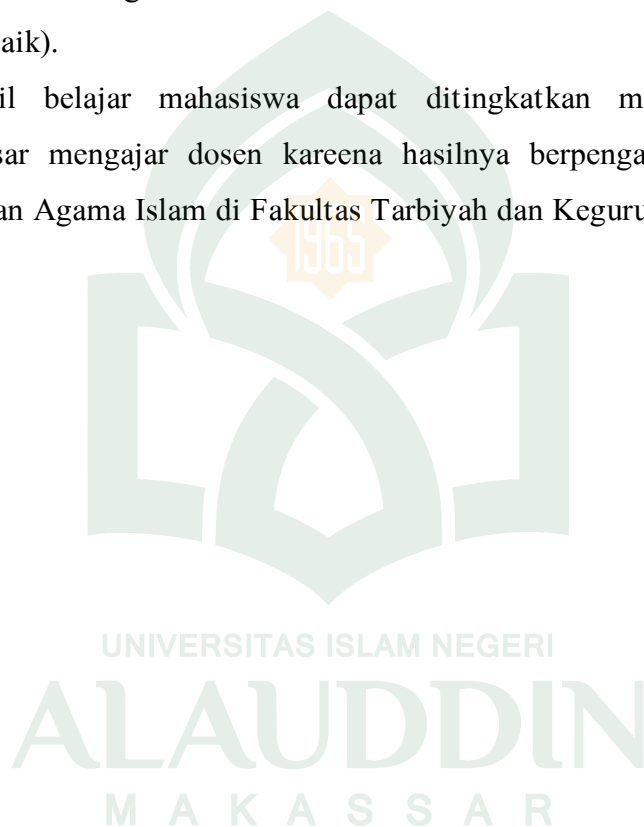 aik).
il belajar mahasiswa dapat ditingkatkan m
sar mengajar dosen kareena hasilnya berpenga
an Agama Islam di Fakultas Tarbiyah dan Keguru
1965
UNIVERSITAS ISLAM NEGERI
ALAUDDIN
MAKASSAR